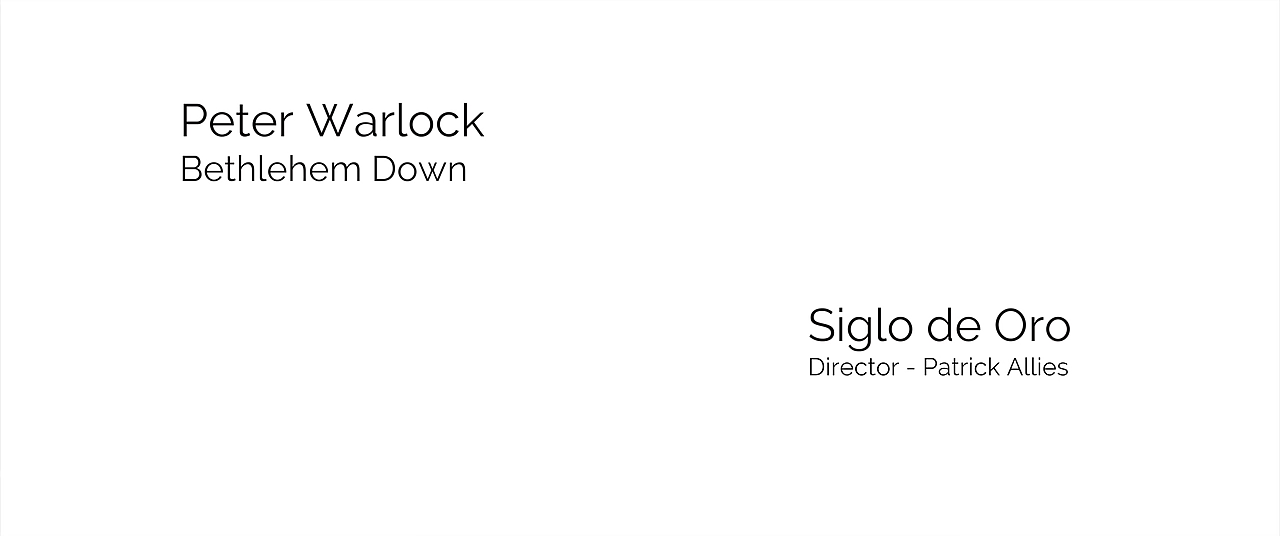 Peter Warlock
Bethlehem Down
Siglo de Oro
Director - Patrick Allies